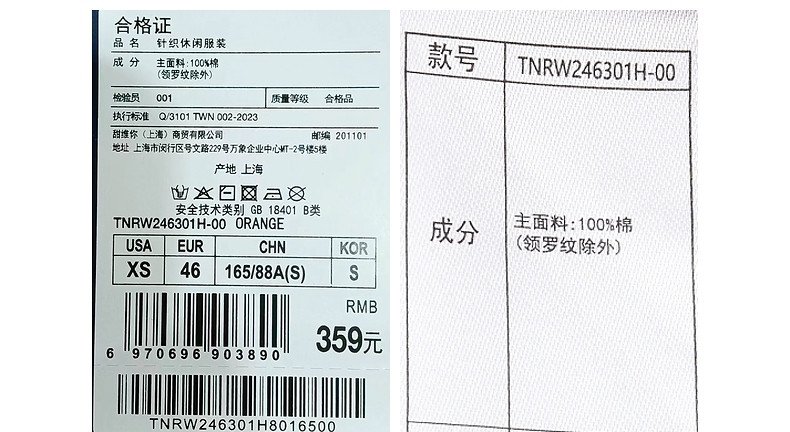 合格证
品 名 针织休闲服装
成 分 主面料:100%棉
(领罗纹除外)
检验员 001 质量等级 合格品
执行标准 Q/3101 TWN 002-2023
甜维你（上海）商贸有限公司 邮编 201101
地址 上海市闵行区号文路229号万象企业中心MT-2号楼5楼
产地 上海
安全技术类别 GB 18401 B类
TNRW246301H-00 ORANGE
USA EUR CHN KOR
XS 46 165/88A(S) S
RMB
359元
6 970696 903890
TNRW246301H8016500
款号 TNRW246301H-00
成分 主面料:100%棉
(领罗纹除外)